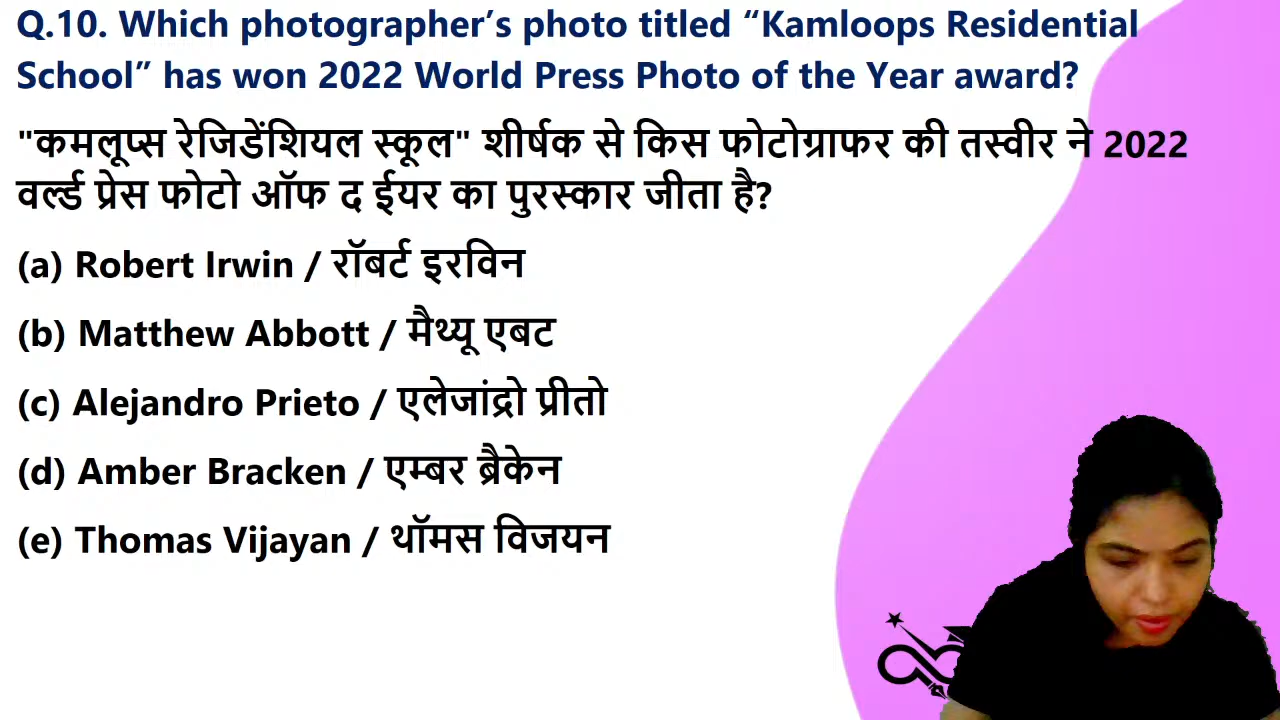 Q.10. Which photographer’s photo titled “Kamloops Residential
School” has won 2022 World Press Photo of the Year award?
"कमलूप्स रेजिडेंशियल स्कूल" शीर्षक से किस फोटोग्राफर की तस्वीर ने 2022
वर्ल्ड प्रेस फोटो ऑफ द ईयर का पुरस्कार जीता है?
(a) Robert Irwin / रॉबर्ट इरविन
(b) Matthew Abbott / मैथ्यू एबट
(c) Alejandro Prieto / एलेजांद्रो प्रीतो
(d) Amber Bracken / एम्बर ब्रैकेन
(e) Thomas Vijayan / थॉमस विजयन